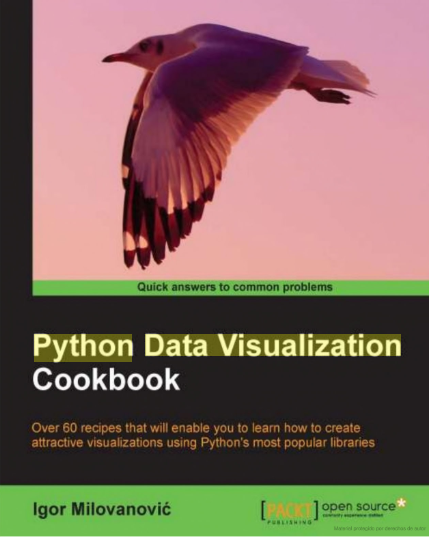 Quick answers to common problems
Python Data Visualization
Cookbook
Over 60 recipes that will enable you to learn how to create
attractive visualizations using Python's most popular libraries
Igor Milovanović
[PACKT] open source*
PUBLISHING community experience distilled
Material protegido por derechos de autor